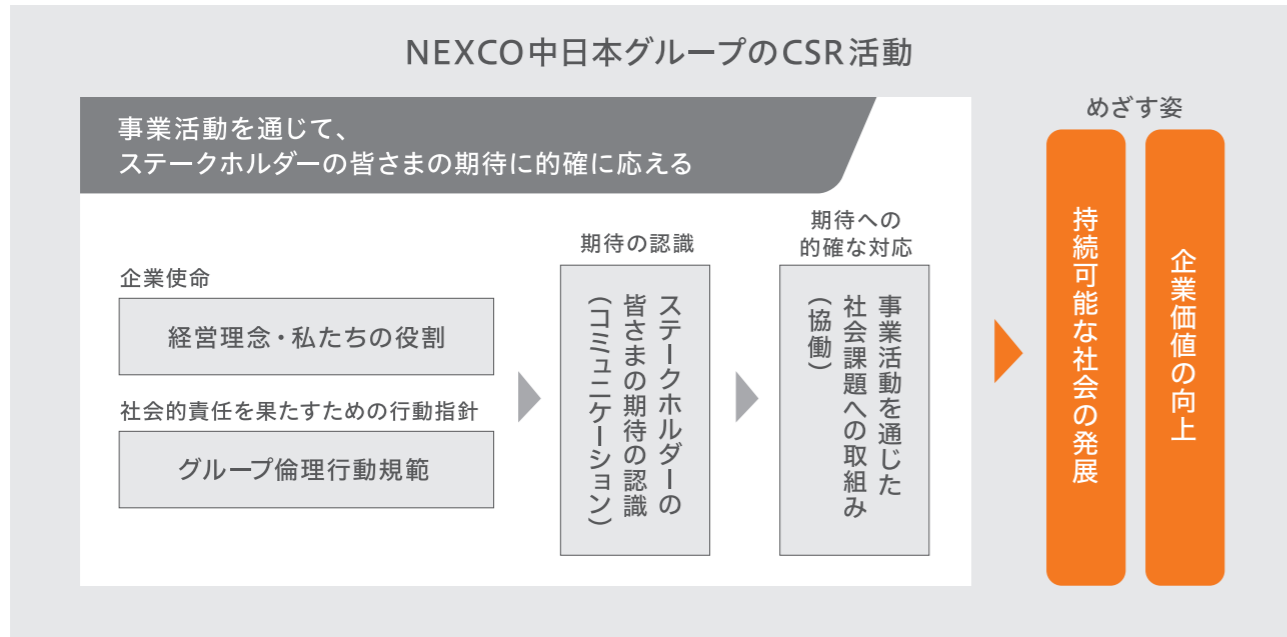 NEXCO中日本グループのCSR活動
事業活動を通じて、
ステークホルダーの皆さまの期待に的確に応える
企業使命
経営理念・私たちの役割
社会的責任を果たすための行動指針
グループ倫理行動規範
期待の認識
ステークホルダーの
皆さまの期待の認識
（コミュニケーション）
期待への
的確な対応
事業活動を通じた
社会課題への取組み
（協働）
めざす姿
持続可能な社会の発展
企業価値の向上